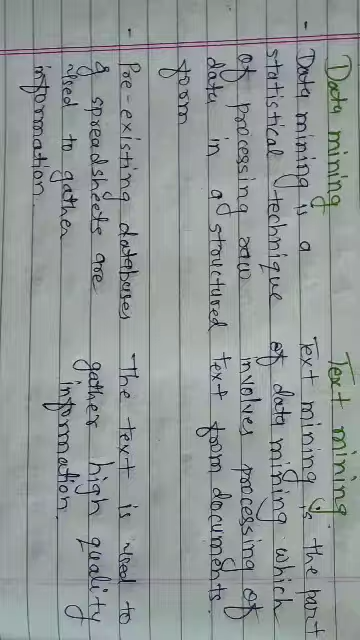 Data mining
- Data mining is a
statistical technique
of processing raw
data in a structured
form
- Pre-existing databases
& spreadsheets are
used to gather
information.
Text mining
Text mining is the part
of data mining which
involves processing of
text from documents.
The text is used to
gather high quality
information.